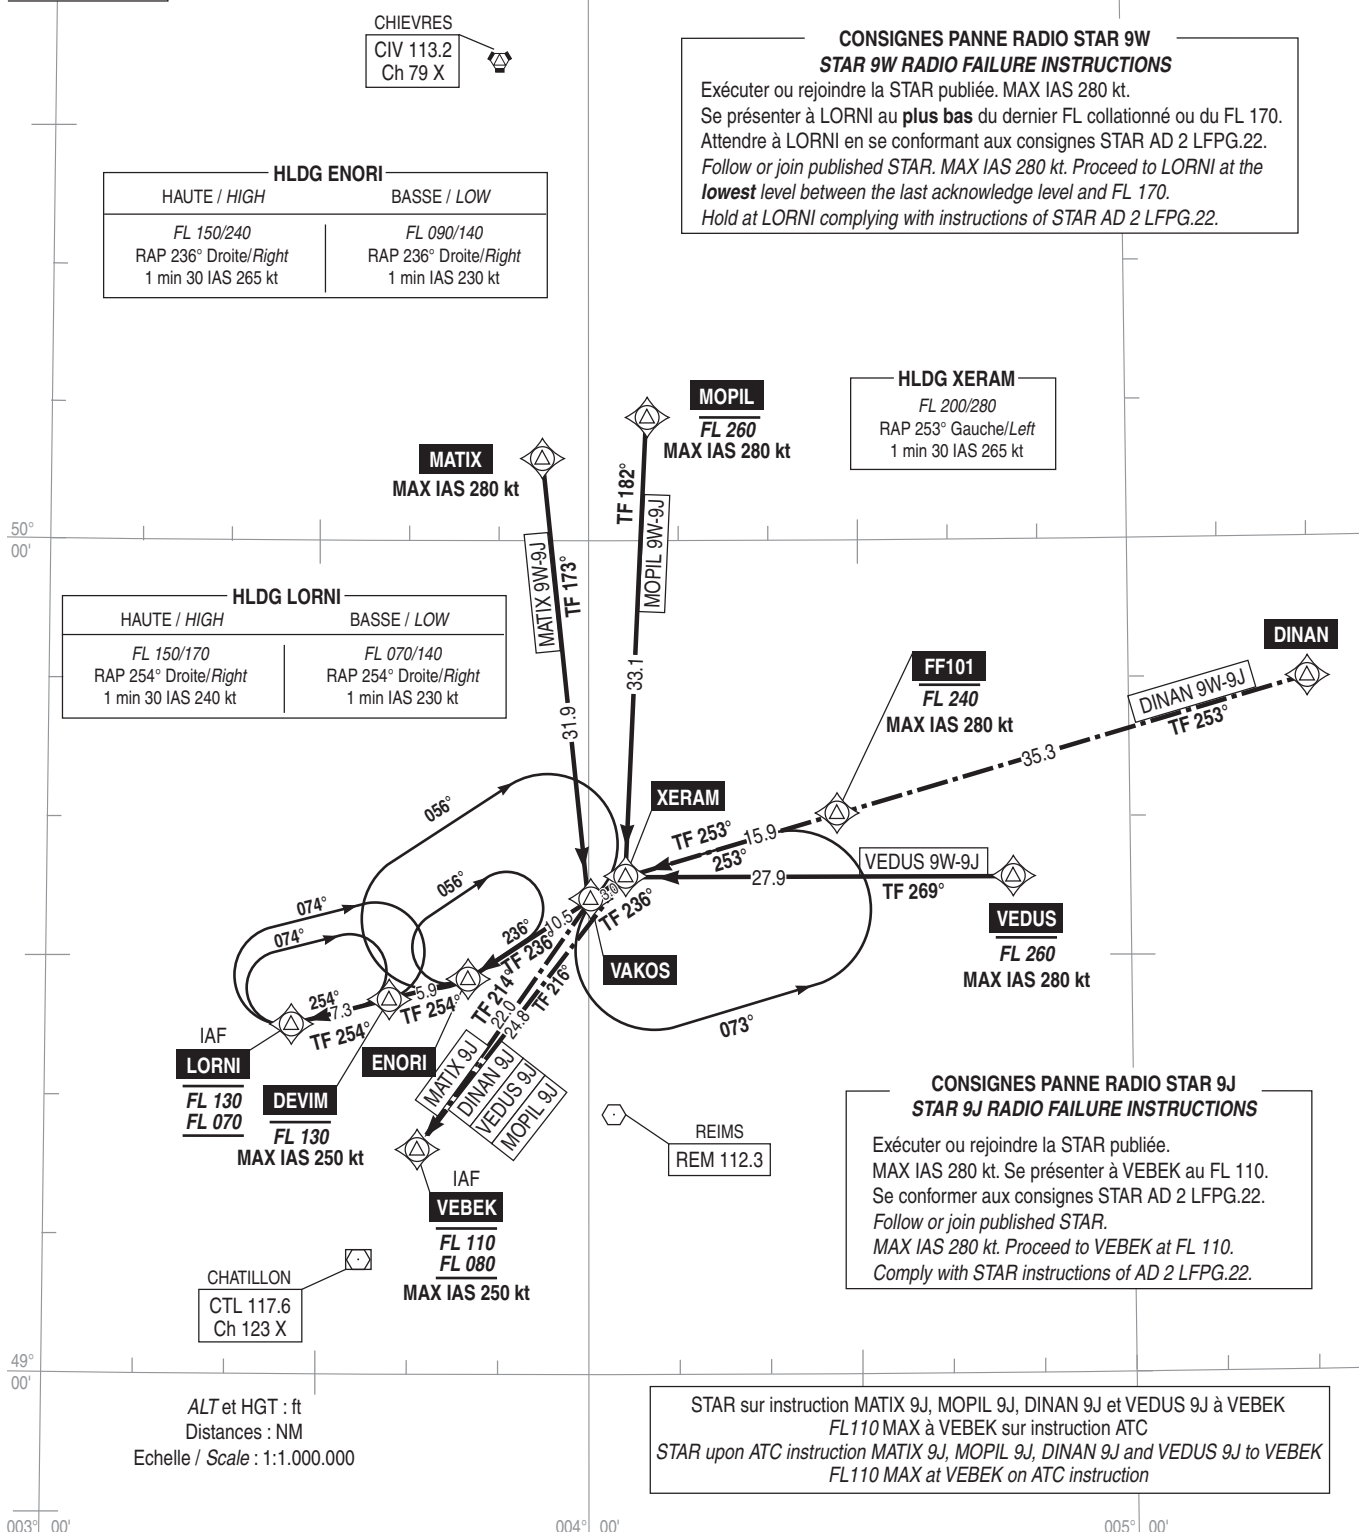 CHIEVRES
CIV 113.2
Ch 79 X
CONSIGNES PANNE RADIO STAR 9W
STAR 9W RADIO FAILURE INSTRUCTIONS
Exécuter ou rejoindre la STAR publiée. MAX IAS 280 kt.
Se présenter à LORNI au plus bas du dernier FL collationné ou du FL 170.
Attendre à LORNI en se conformant aux consignes STAR AD 2 LFPG.22.
Follow or join published STAR. MAX IAS 280 kt. Proceed to LORNI at the
lowest level between the last acknowledge level and FL 170.
Hold at LORNI complying with instructions of STAR AD 2 LFPG.22.
HLDG ENORI
HAUTE / HIGH
FL 150/240
RAP 236° Droite/Right
1 min 30 IAS 265 kt
BASSE / LOW
FL 090/140
RAP 236° Droite/Right
1 min IAS 230 kt
HLDG XERAM
FL 200/280
RAP 253° Gauche/Left
1 min 30 IAS 265 kt
MOPIL
FL 260
MAX IAS 280 kt
MATIX
MAX IAS 280 kt
TF 182°
MOPIL 9W-9J
33.1
MATIX 9W-9J
TF 173°
31.9
50°
00'
HLDG LORNI
HAUTE / HIGH
FL 150/170
RAP 254° Droite/Right
1 min 30 IAS 240 kt
BASSE / LOW
FL 070/140
RAP 254° Droite/Right
1 min IAS 230 kt
DINAN
DINAN 9W-9J
TF 253°
35.3
FF101
FL 240
MAX IAS 280 kt
XERAM
TF 253°
15.9
253°
VEDUS 9W-9J
27.9
TF 269°
VEDUS
FL 260
MAX IAS 280 kt
056°
056°
074°
074°
3.0
TF 236°
10.5
236°
TF 236°
VAKOS
073°
5.9
TF 254°
254°
7.3
TF 254°
TF 214°
22.0
TF 216°
24.8
MATIX 9J
DINAN 9J
VEDUS 9J
MOPIL 9J
IAF
LORNI
FL 130
FL 070
DEVIM
FL 130
MAX IAS 250 kt
ENORI
IAF
VEBEK
FL 110
FL 080
MAX IAS 250 kt
REIMS
REM 112.3
CHATILLON
CTL 117.6
Ch 123 X
CONSIGNES PANNE RADIO STAR 9J
STAR 9J RADIO FAILURE INSTRUCTIONS
Exécuter ou rejoindre la STAR publiée.
MAX IAS 280 kt. Se présenter à VEBEK au FL 110.
Se conformer aux consignes STAR AD 2 LFPG.22.
Follow or join published STAR.
MAX IAS 280 kt. Proceed to VEBEK at FL 110.
Comply with STAR instructions of AD 2 LFPG.22.
49°
00'
ALT et HGT : ft
Distances : NM
Echelle / Scale : 1:1.000.000
STAR sur instruction MATIX 9J, MOPIL 9J, DINAN 9J et VEDUS 9J à VEBEK
FL110 MAX à VEBEK sur instruction ATC
STAR upon ATC instruction MATIX 9J, MOPIL 9J, DINAN 9J and VEDUS 9J to VEBEK
FL110 MAX at VEBEK on ATC instruction
003° 00'
004° 00'
005° 00'